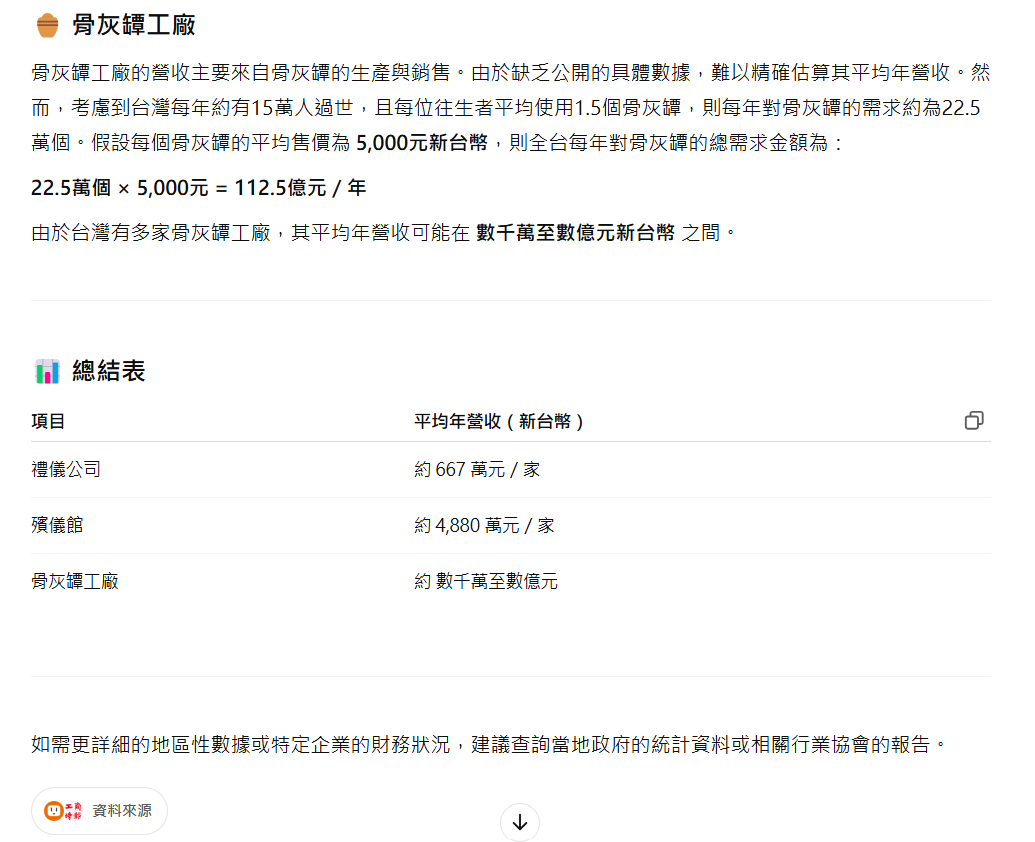 骨灰罈工廠
骨灰罈工廠的營收主要來自骨灰罈的生產與銷售。由於缺乏公開的具體數據，難以精確估算其平均年營收。然
而，考慮到台灣每年約有15萬人過世，且每位往生者平均使用1.5個骨灰罈，則每年對骨灰罈的需求約為22.5
萬個。假設每個骨灰罈的平均售價為 5,000元新台幣，則全台每年對骨灰罈的總需求金額為：
22.5萬個 × 5,000元 = 112.5億元 / 年
由於台灣有多家骨灰罈工廠，其平均年營收可能在 數千萬至數億元新台幣 之間。
總結表
項目 平均年營收（新台幣）
禮儀公司 約 667 萬元 / 家
殯儀館 約 4,880 萬元 / 家
骨灰罈工廠 約 數千萬至數億元
如需更詳細的地區性數據或特定企業的財務狀況，建議查詢當地政府的統計資料或相關行業協會的報告。
工商時報 資料來源